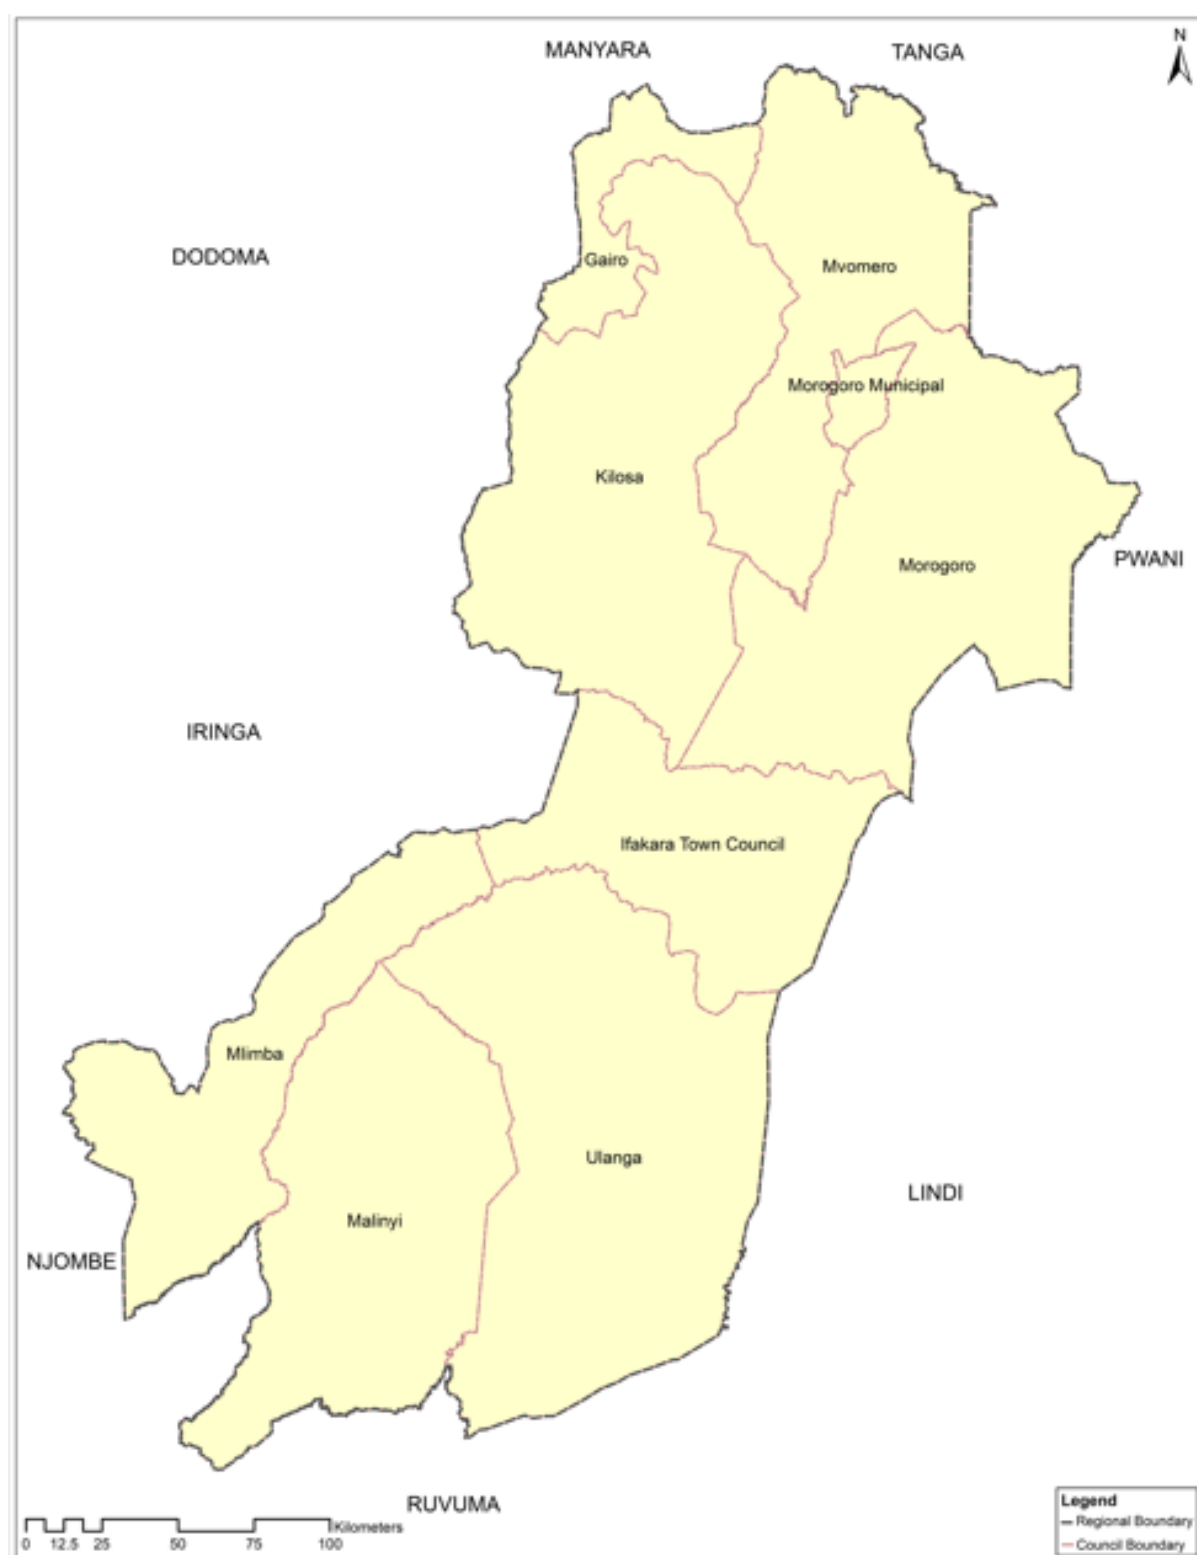 MANYARA
TANGA
N
DODOMA
Gairo
Mvomero
Morogoro Municipal
Kilosa
Morogoro
PWANI
IRINGA
Ifakara Town Council
Mlimba
Ulanga
LINDI
Malinyi
NJOMBE
RUVUMA
Legend
Regional Boundary
Council Boundary
Kilometers
0 12.5 25 50 75 100